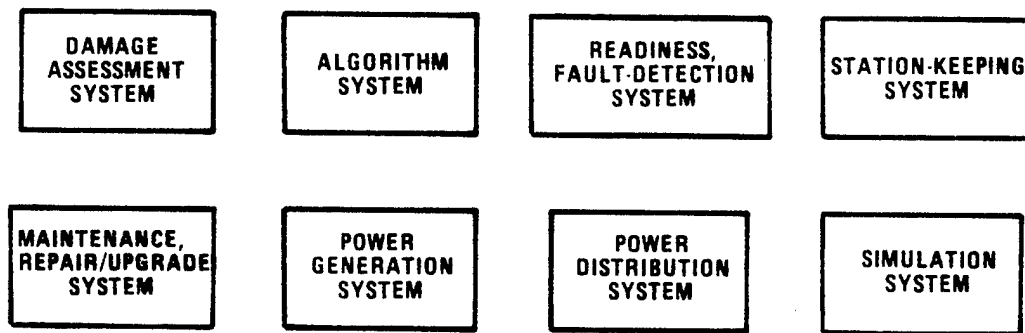 DAMAGE
ASSESSMENT
SYSTEM
ALGORITHM
SYSTEM
READINESS,
FAULT-DETECTION
SYSTEM
STATION-KEEPING
SYSTEM
MAINTENANCE,
REPAIR/UPGRADE
SYSTEM
POWER
GENERATION
SYSTEM
POWER
DISTRIBUTION
SYSTEM
SIMULATION
SYSTEM